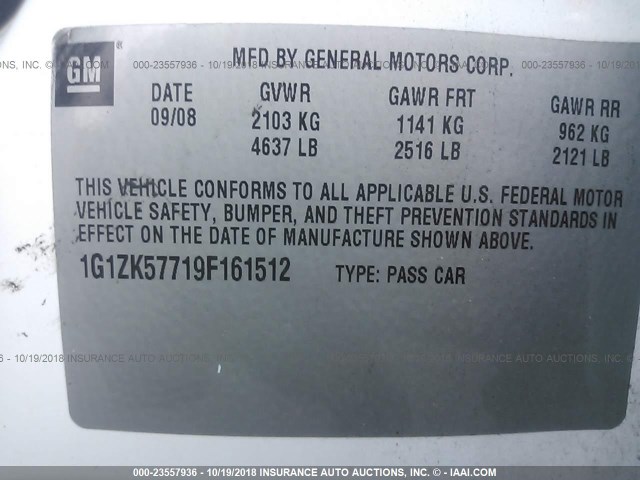 GM ®
MFD BY GENERAL MOTORS CORP.
DATE GVWR GAWR FRT GAWR RR
09/08 2103 KG 1141 KG 962 KG
4637 LB 2516 LB 2121 LB
THIS VEHICLE CONFORMS TO ALL APPLICABLE U.S. FEDERAL MOTOR
VEHICLE SAFETY, BUMPER, AND THEFT PREVENTION STANDARDS IN
EFFECT ON THE DATE OF MANUFACTURE SHOWN ABOVE.
1G1ZK57719F161512 TYPE: PASS CAR
000-23557936 - 10/19/2018 INSURANCE AUTO AUCTIONS, INC. - © IAAI.COM